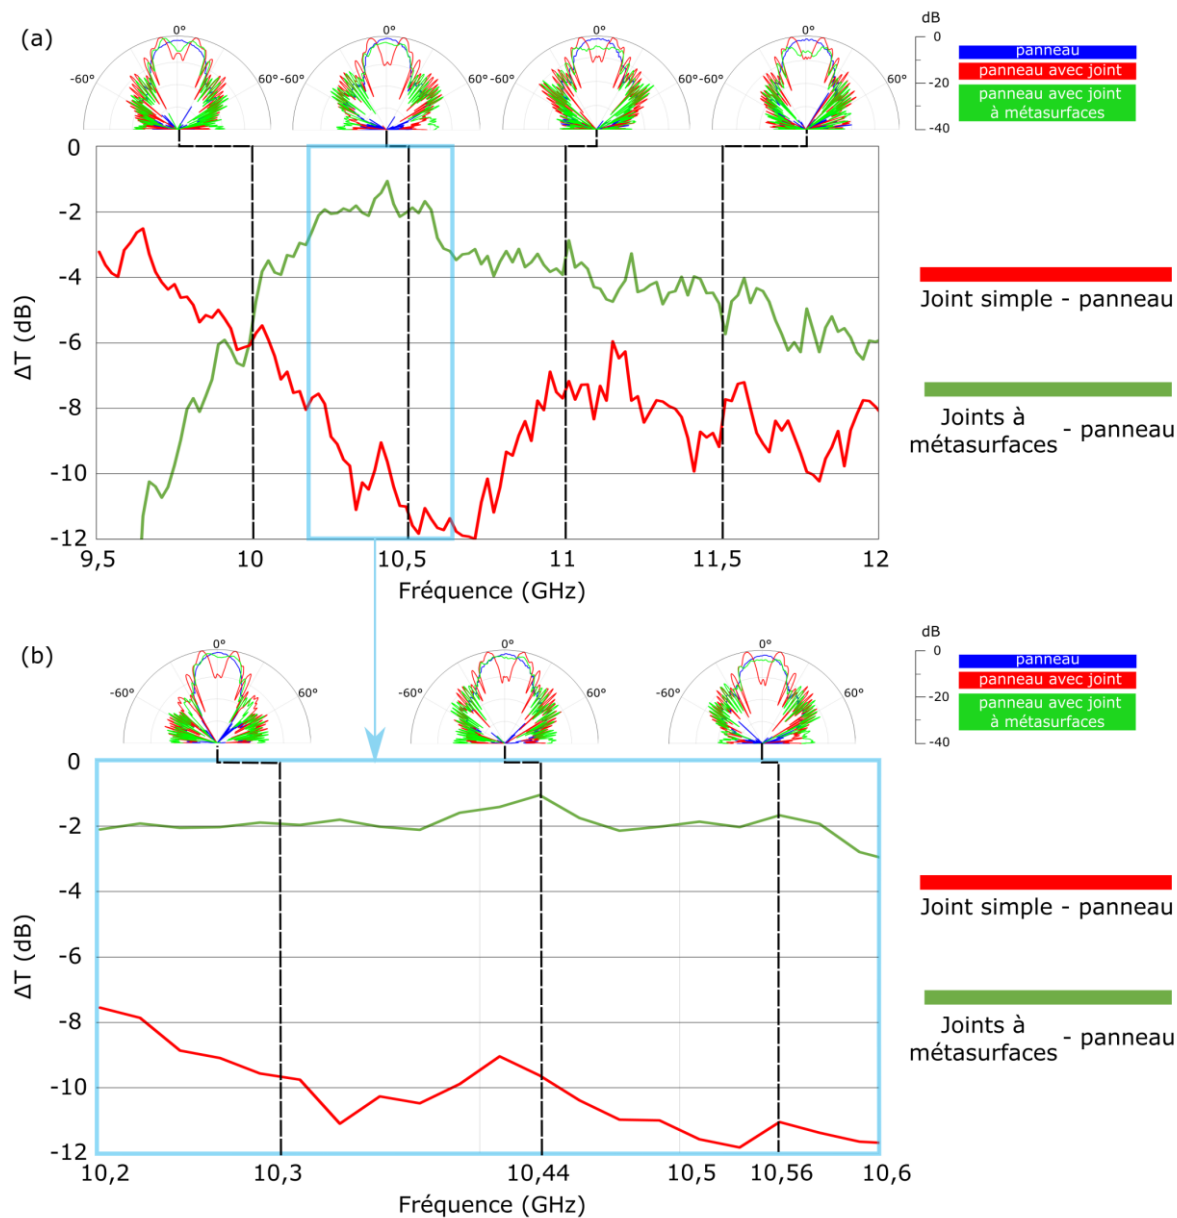 (a)
0°
0°
0°
0°
-60°
60°
-60°
60°
-60°
60°
-60°
60°
dB
0
-20
-40
panneau
panneau avec joint
panneau avec joint
à métasurfaces
0
-2
-4
-6
-8
-10
-12
ΔT (dB)
9,5
10
10,5
11
11,5
12
Fréquence (GHz)
Joint simple - panneau
Joints à
métasurfaces - panneau
(b)
0°
0°
0°
-60°
60°
-60°
60°
-60°
60°
dB
0
-20
-40
panneau
panneau avec joint
panneau avec joint
à métasurfaces
0
-2
-4
-6
-8
-10
-12
ΔT (dB)
10,2
10,3
10,44
10,5
10,56
10,6
Fréquence (GHz)
Joint simple - panneau
Joints à
métasurfaces - panneau